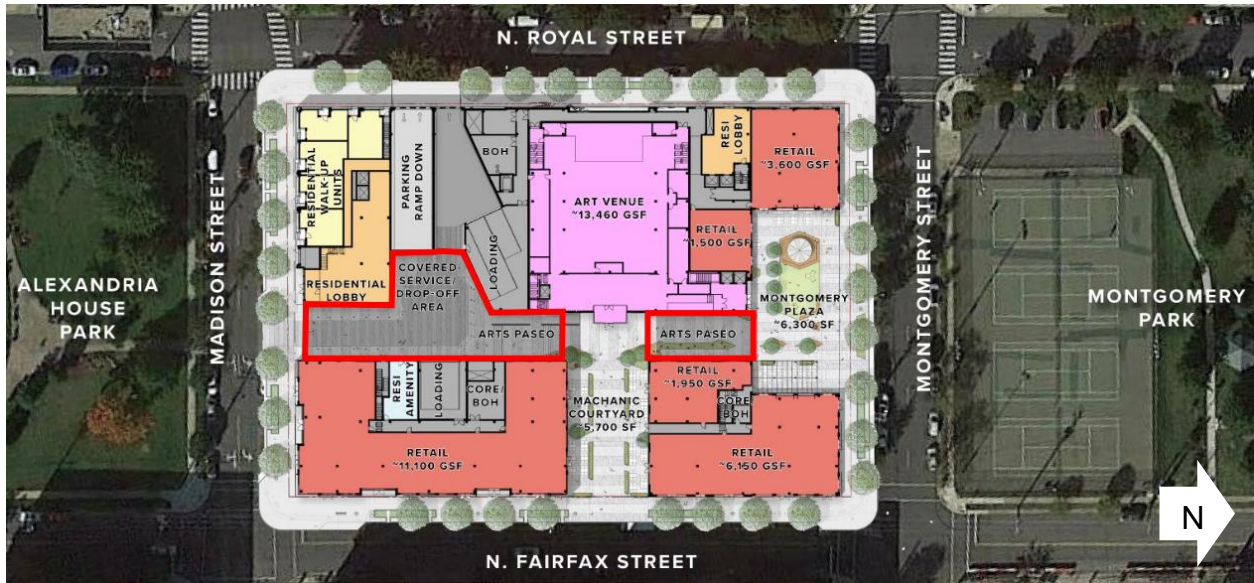 N. ROYAL STREET
RESIDENTIAL
WALK-UP
UNITS
PARKING
RAMP DOWN
BOH
RESI
LOBBY
RETAIL
~3,600 GSF
ART VENUE
~13,460 GSF
RETAIL
~1,500 GSF
LOADING
COVERED
SERVICE/
DROP-OFF
AREA
RESIDENTIAL
LOBBY
ARTS PASEO
ARTS PASEO
MONTGOMERY
PLAZA
~6,300 SF
ALEXANDRIA
HOUSE
PARK
MADISON STREET
MONTGOMERY STREET
MONTGOMERY
PARK
RESI
AMENITY
LOADING
CORE/
BOH
MACHANIC
COURTYARD
~5,700 SF
RETAIL
~1,950 GSF
CORE
BOH
RETAIL
~11,100 GSF
RETAIL
~6,150 GSF
N
N. FAIRFAX STREET